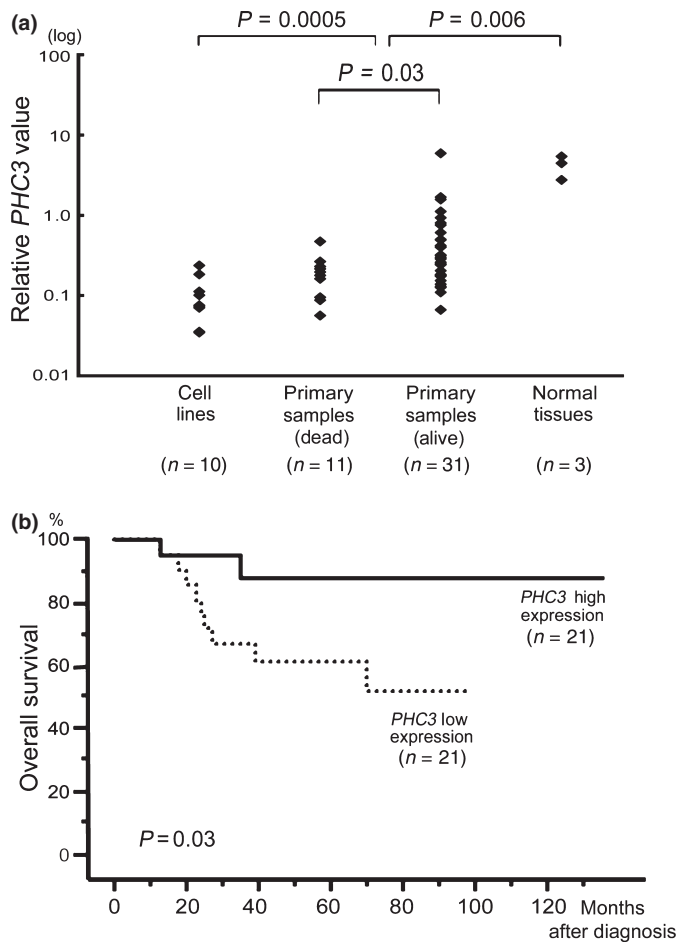 (a)
(log)
P = 0.0005
P = 0.006
P = 0.03
100
10
1.0
0.1
0.01
Relative PHC3 value
Cell
lines
(n = 10)
Primary
samples
(dead)
(n = 11)
Primary
samples
(alive)
(n = 31)
Normal
tissues
(n = 3)
(b)
%
100
80
60
40
20
0
Overall survival
PHC3 high
expression
(n = 21)
PHC3 low
expression
(n = 21)
P = 0.03
0 20 40 60 80 100 120 Months
after diagnosis